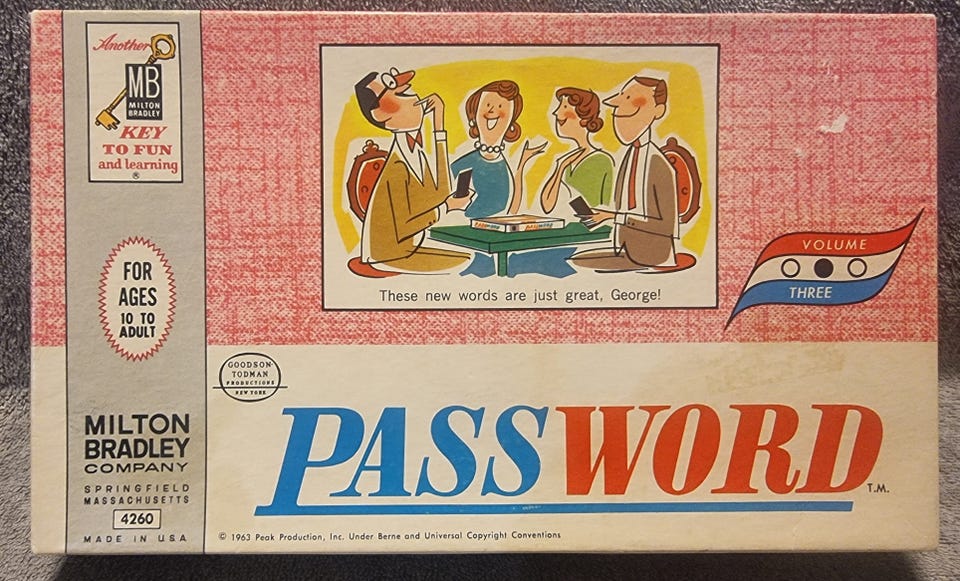 Another
MB
MILTON
BRADLEY
KEY
TO FUN
and learning
®
FOR
AGES
10 TO
ADULT
MILTON
BRADLEY
COMPANY
SPRINGFIELD
MASSACHUSETTS
4260
MADE IN U.S.A.
PASSWORD
PASSWORD
These new words are just great, George!
VOLUME
THREE
GOODSON-
TODMAN
PRODUCTIONS
NEW YORK
PASSWORD T.M.
© 1963 Peak Production, Inc. Under Berne and Universal Copyright Conventions